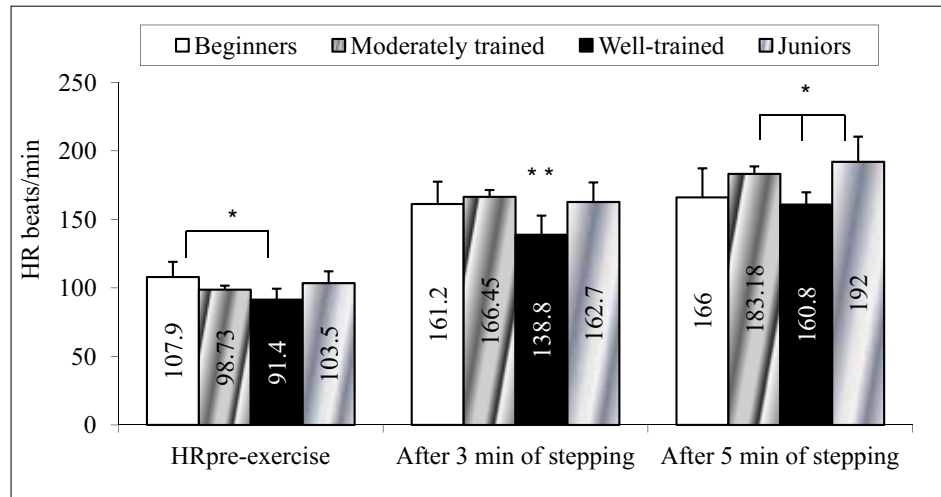 Beginners Moderately trained Well-trained Juniors
250
200
150
100
50
0
HR beats/min
*
* *
*
107.9 98.73 91.4 103.5
161.2 166.45 138.8 162.7
166 183.18 160.8 192
HRpre-exercise After 3 min of stepping After 5 min of stepping